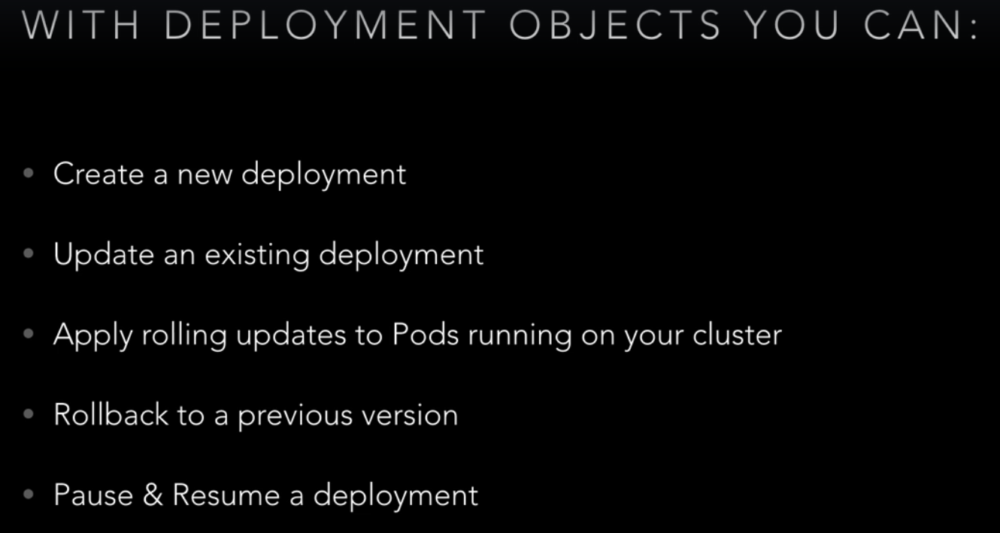 WITH DEPLOYMENT OBJECTS YOU CAN:
• Create a new deployment
• Update an existing deployment
• Apply rolling updates to Pods running on your cluster
• Rollback to a previous version
• Pause & Resume a deployment